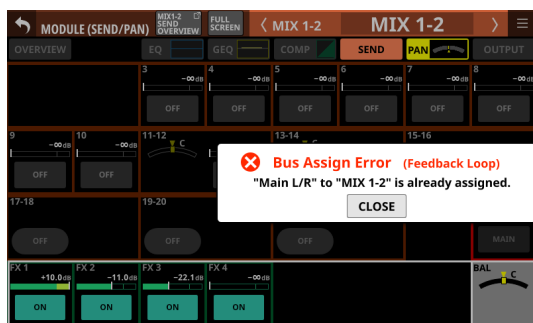 MODULE (SEND/PAN)
MIX1-2
SEND
OVERVIEW
FULL
SCREEN
MIX 1-2
MIX 1-2
OVERVIEW
EQ
GEQ
COMP
SEND
PAN
OUTPUT
3 4 5 6 7 8
-∞dB -∞dB -∞dB -∞dB -∞dB -∞dB
OFF OFF OFF OFF OFF OFF
9 10 11-12 13-14 15-16
-∞dB -∞dB C C
OFF OFF
Bus Assign Error (Feedback Loop)
"Main L/R" to "MIX 1-2" is already assigned.
CLOSE
17-18 19-20
OFF OFF OFF MAIN
FX 1 FX 2 FX 3 FX 4 BAL
+10.0dB -11.0dB -22.1dB -∞dB C
ON ON ON ON